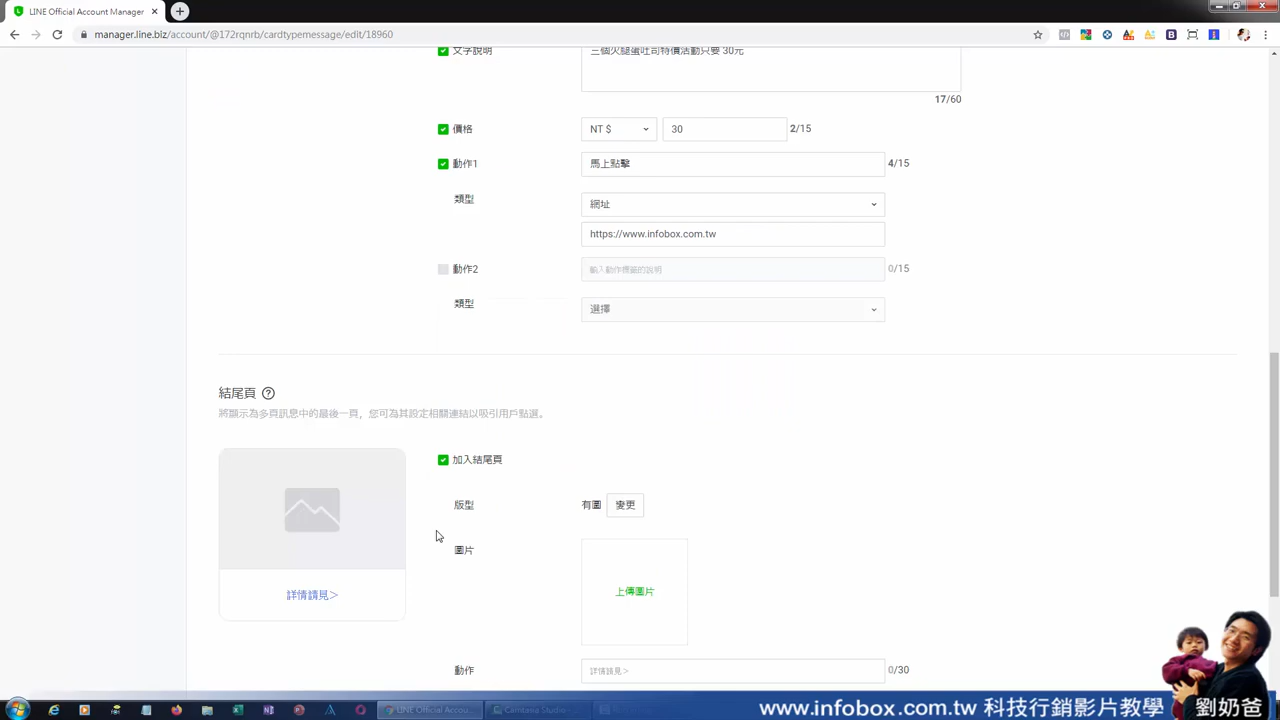 LINE Official Account Manager
manager.line.biz/account/@172rqnrb/cardtypemessage/edit/18960
文字說明
三個火腿蛋吐司特價活動只要 30元
17/60
價格
NT $
30
2/15
動作1
馬上點擊
4/15
類型
網址
https://www.infobox.com.tw
動作2
輸入動作標籤的說明
0/15
類型
選擇
結尾頁
將顯示為多頁訊息中的最後一頁，您可為其設定相關連結以吸引用戶點選。
加入結尾頁
版型
有圖
變更
圖片
上傳圖片
詳情請見＞
動作
詳情請見＞
0/30
LINE Official Accou...
Camtasia Studio
www.infobox.com.tw 科技行銷影片教學 劉奶爸